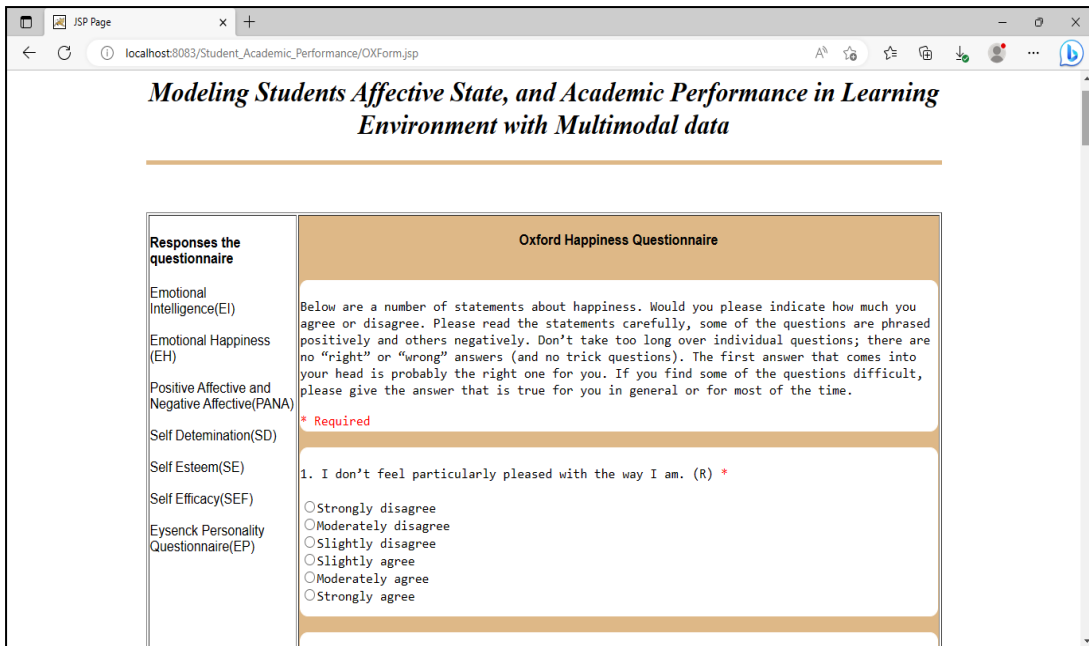 JSP Page
localhost:8083/Student_Academic_Performance/OXForm.jsp
Modeling Students Affective State, and Academic Performance in Learning
Environment with Multimodal data
Responses the
questionnaire
Emotional
Intelligence(EI)
Emotional Happiness
(EH)
Positive Affective and
Negative Affective(PANA)
Self Detemination(SD)
Self Esteem(SE)
Self Efficacy(SEF)
Eysenck Personality
Questionnaire(EP)
Oxford Happiness Questionnaire
Below are a number of statements about happiness. Would you please indicate how much you
agree or disagree. Please read the statements carefully, some of the questions are phrased
positively and others negatively. Don’t take too long over individual questions; there are
no “right” or “wrong” answers (and no trick questions). The first answer that comes into
your head is probably the right one for you. If you find some of the questions difficult,
please give the answer that is true for you in general or for most of the time.
* Required
1. I don’t feel particularly pleased with the way I am. (R) *
Strongly disagree
Moderately disagree
Slightly disagree
Slightly agree
Moderately agree
Strongly agree